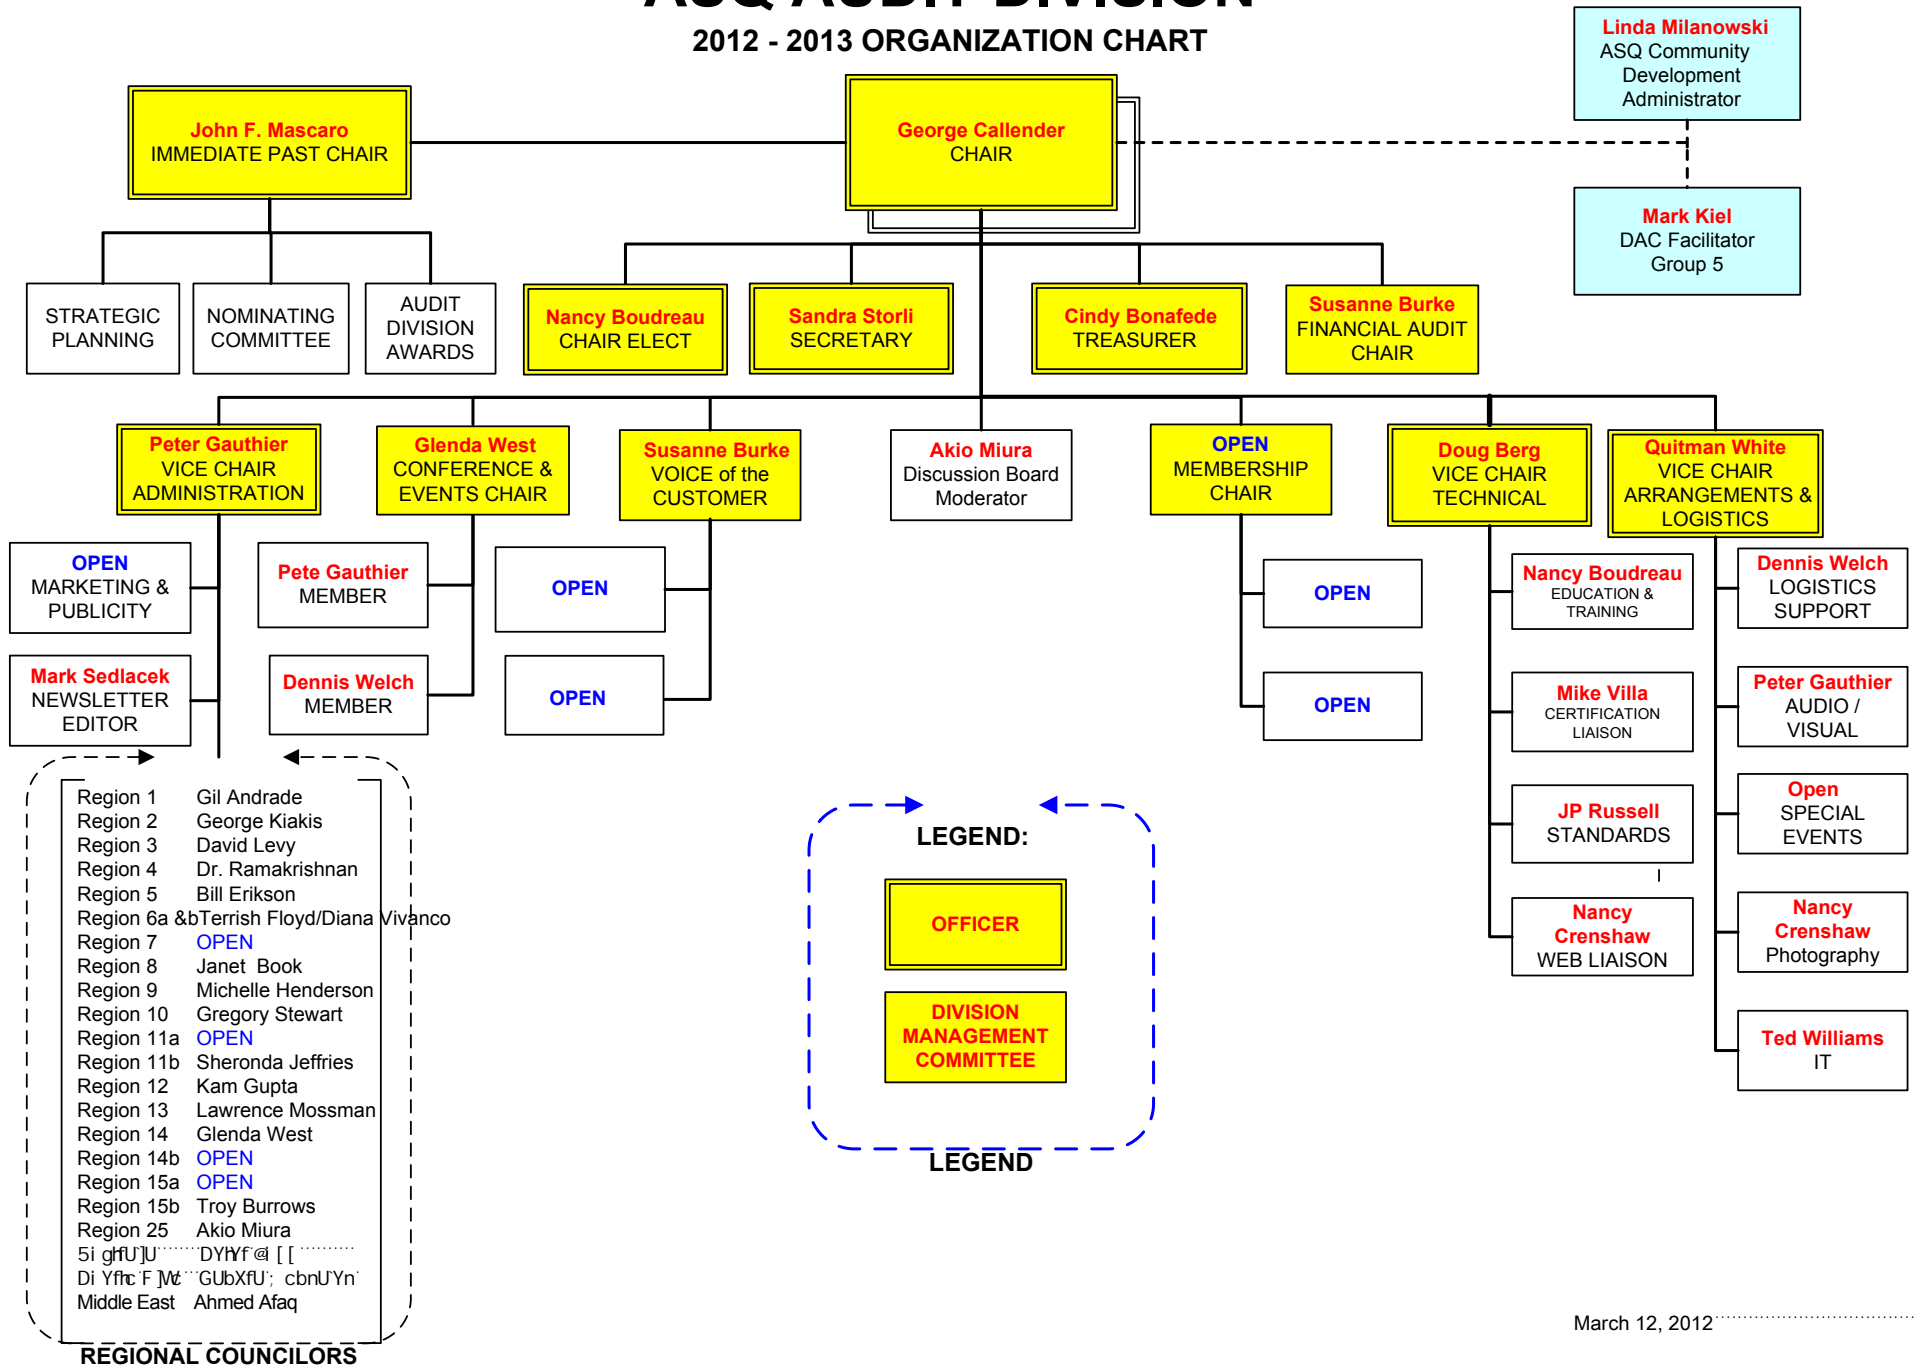 ASQ AUDIT DIVISION
2012 - 2013 ORGANIZATION CHART
Linda Milanowski
ASQ Community
Development
Administrator
John F. Mascaro
IMMEDIATE PAST CHAIR
George Callender
CHAIR
Mark Kiel
DAC Facilitator
Group 5
STRATEGIC
PLANNING
NOMINATING
COMMITTEE
AUDIT
DIVISION
AWARDS
Nancy Boudreau
CHAIR ELECT
Sandra Storli
SECRETARY
Cindy Bonafede
TREASURER
Susanne Burke
FINANCIAL AUDIT
CHAIR
Peter Gauthier
VICE CHAIR
ADMINISTRATION
Glenda West
CONFERENCE &
EVENTS CHAIR
Susanne Burke
VOICE of the
CUSTOMER
Akio Miura
Discussion Board
Moderator
OPEN
MEMBERSHIP
CHAIR
Doug Berg
VICE CHAIR
TECHNICAL
Quitman White
VICE CHAIR
ARRANGEMENTS &
LOGISTICS
OPEN
MARKETING &
PUBLICITY
Mark Sedlacek
NEWSLETTER
EDITOR
Pete Gauthier
MEMBER
Dennis Welch
MEMBER
OPEN
OPEN
OPEN
OPEN
Nancy Boudreau
EDUCATION &
TRAINING
Mike Villa
CERTIFICATION
LIAISON
JP Russell
STANDARDS
Nancy
Crenshaw
WEB LIAISON
Dennis Welch
LOGISTICS
SUPPORT
Peter Gauthier
AUDIO /
VISUAL
Open
SPECIAL
EVENTS
Nancy
Crenshaw
Photography
Ted Williams
IT
Region 1 Gil Andrade
Region 2 George Kiakis
Region 3 David Levy
Region 4 Dr. Ramakrishnan
Region 5 Bill Erikson
Region 6a &bTerrish Floyd/Diana Vivanco
Region 7 OPEN
Region 8 Janet Book
Region 9 Michelle Henderson
Region 10 Gregory Stewart
Region 11a OPEN
Region 11b Sheronda Jeffries
Region 12 Kam Gupta
Region 13 Lawrence Mossman
Region 14 Glenda West
Region 14b OPEN
Region 15a OPEN
Region 15b Troy Burrows
Region 25 Akio Miura
Middle East Ahmed Afaq
REGIONAL COUNCILORS
LEGEND:
OFFICER
DIVISION
MANAGEMENT
COMMITTEE
LEGEND
March 12, 2012